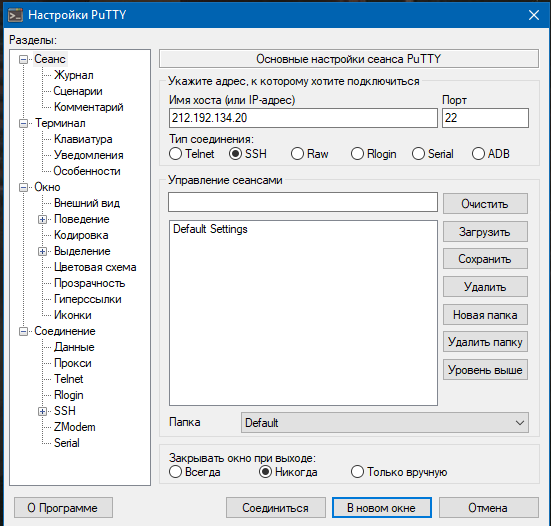 Настройки PuTTY
Разделы:
Сеанс
Журнал
Сценарии
Комментарий
Терминал
Клавиатура
Уведомления
Особенности
Окно
Внешний вид
Поведение
Кодировка
Выделение
Цветовая схема
Прозрачность
Гиперссылки
Иконки
Соединение
Данные
Прокси
Telnet
Rlogin
SSH
ZModem
Serial
Основные настройки сеанса PuTTY
Укажите адрес, к которому хотите подключиться
Имя хоста (или IP-адрес) Порт
212.192.134.20 22
Тип соединения:
Telnet SSH Raw Rlogin Serial ADB
Управление сеансами
Default Settings
Очистить
Загрузить
Сохранить
Удалить
Новая папка
Удалить папку
Уровень выше
Папка Default
Закрывать окно при выходе:
Всегда Никогда Только вручную
О Программе Соединиться В новом окне Отмена